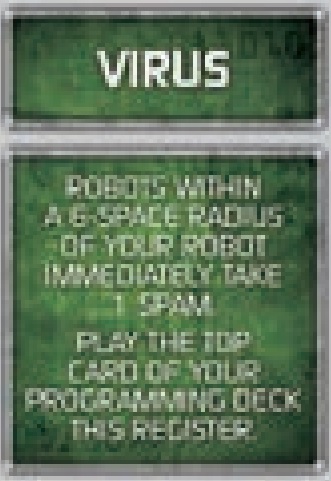 VIRUS
ROBOTS WITHIN
A 6-SPACE RADIUS
OF YOUR ROBOT
IMMEDIATELY TAKE
1 SPAM.
PLAY THE TOP
CARD OF YOUR
PROGRAMMING DECK
THIS REGISTER.